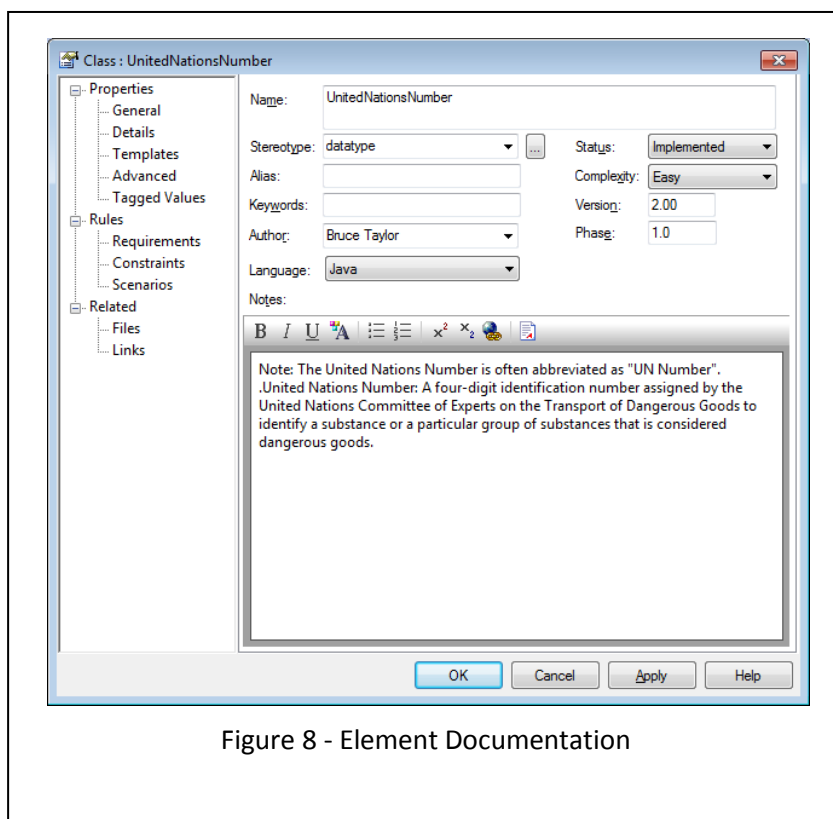 Class : UnitedNationsNumber
Properties
General
Details
Templates
Advanced
Tagged Values
Rules
Requirements
Constraints
Scenarios
Related
Files
Links
Name: UnitedNationsNumber
Stereotype: datatype ... Status: Implemented
Alias: Complexity: Easy
Keywords: Version: 2.00
Author: Bruce Taylor Phase: 1.0
Language: Java
Notes:
B I U A x² x₂
Note: The United Nations Number is often abbreviated as "UN Number".
.United Nations Number: A four-digit identification number assigned by the
United Nations Committee of Experts on the Transport of Dangerous Goods to
identify a substance or a particular group of substances that is considered
dangerous goods.
OK Cancel Apply Help
Figure 8 - Element Documentation